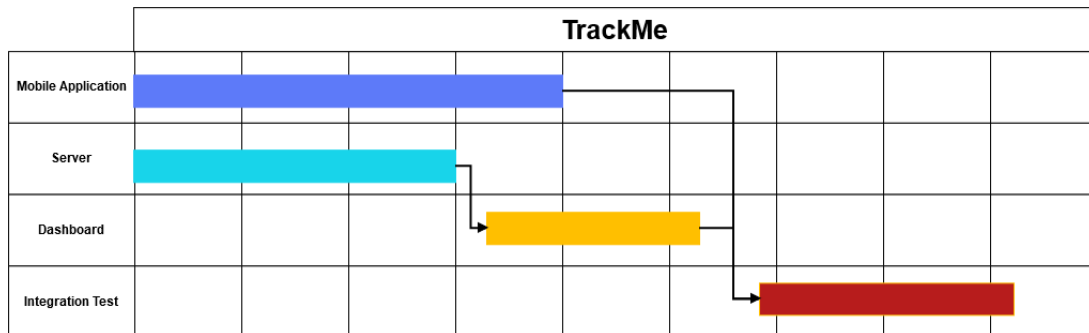 TrackMe
Mobile Application
Server
Dashboard
Integration Test